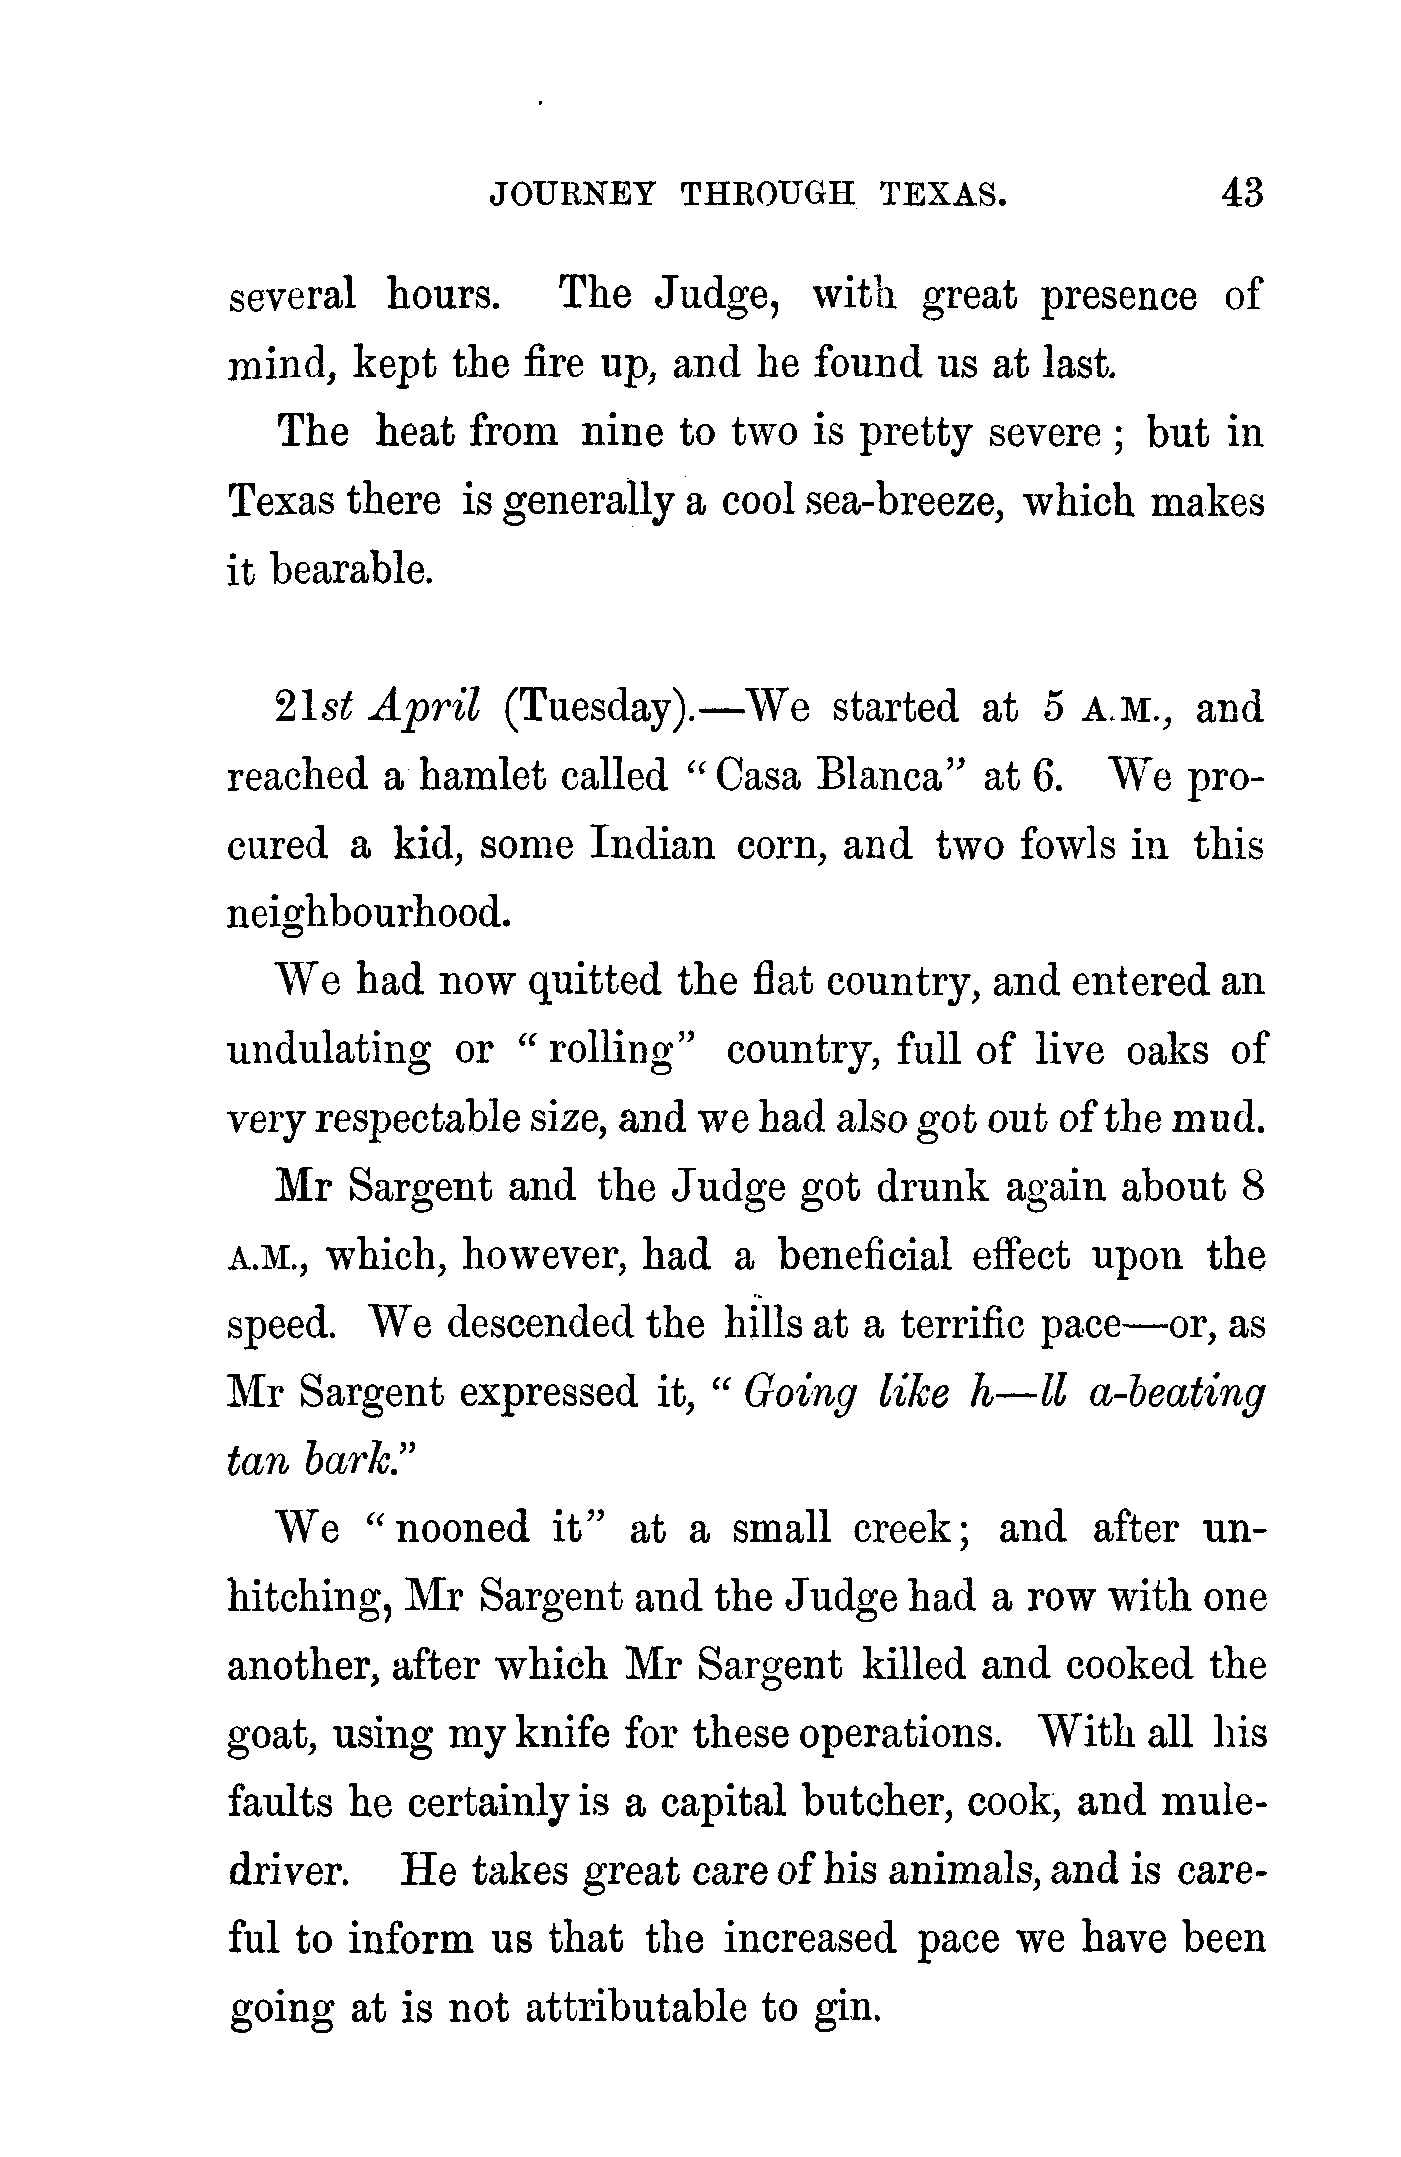 JOURNEY THROUGH TEXAS. 43
several hours. The Judge, with great presence of
mind, kept the fire up, and he found us at last.
The heat from nine to two is pretty severe ; but in
Texas there is generally a cool sea-breeze, which makes
it bearable.
21st April (Tuesday).—We started at 5 A.M., and
reached a hamlet called “ Casa Blanca” at 6. We pro-
cured a kid, some Indian corn, and two fowls in this
neighbourhood.
We had now quitted the flat country, and entered an
undulating or “ rolling” country, full of live oaks of
very respectable size, and we had also got out of the mud.
Mr Sargent and the Judge got drunk again about 8
A.M., which, however, had a beneficial effect upon the
speed. We descended the hills at a terrific pace—or, as
Mr Sargent expressed it, “ Going like h—ll a-beating
tan bark.”
We “ nooned it” at a small creek ; and after un-
hitching, Mr Sargent and the Judge had a row with one
another, after which Mr Sargent killed and cooked the
goat, using my knife for these operations. With all his
faults he certainly is a capital butcher, cook, and mule-
driver. He takes great care of his animals, and is care-
ful to inform us that the increased pace we have been
going at is not attributable to gin.